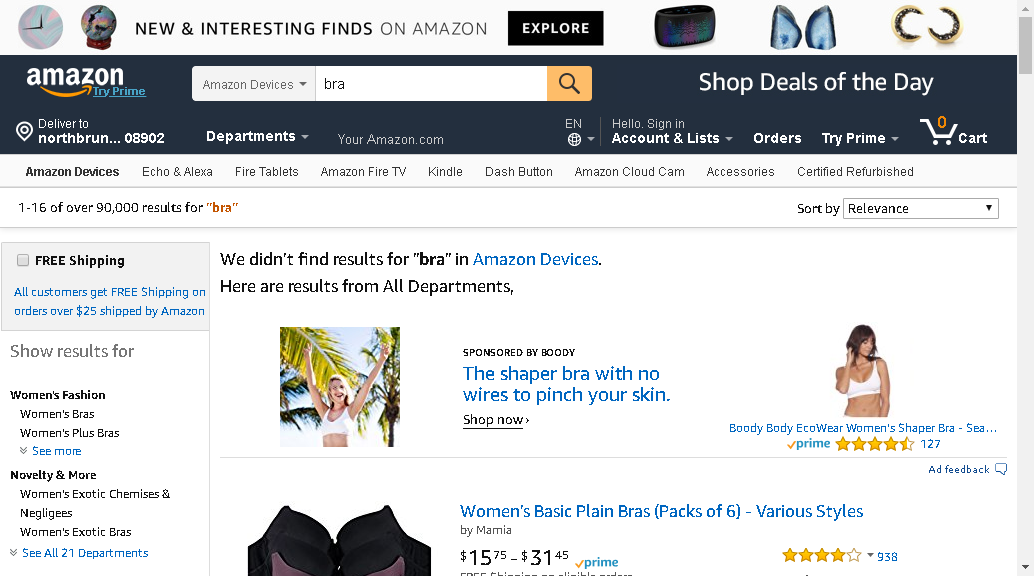 NEW & INTERESTING FINDS ON AMAZON EXPLORE
amazon
Try Prime
Amazon Devices
bra
Shop Deals of the Day
Deliver to
northbrun... 08902
Departments
Your Amazon.com
EN
Hello. Sign in
Account & Lists
Orders
Try Prime
0
Cart
Amazon Devices Echo & Alexa Fire Tablets Amazon Fire TV Kindle Dash Button Amazon Cloud Cam Accessories Certified Refurbished
1-16 of over 90,000 results for "bra"
Sort by Relevance
FREE Shipping
All customers get FREE Shipping on
orders over $25 shipped by Amazon
Show results for
Women's Fashion
Women's Bras
Women's Plus Bras
See more
Novelty & More
Women's Exotic Chemises &
Negligees
Women's Exotic Bras
See All 21 Departments
We didn't find results for "bra" in Amazon Devices.
Here are results from All Departments,
SPONSORED BY BOODY
The shaper bra with no
wires to pinch your skin.
Shop now ›
Boody Body EcoWear Women's Shaper Bra - Sea...
prime 127
Ad feedback
Women's Basic Plain Bras (Packs of 6) - Various Styles
by Mamia
$15.75 - $31.45 prime
938
FREE Shipping on eligible orders